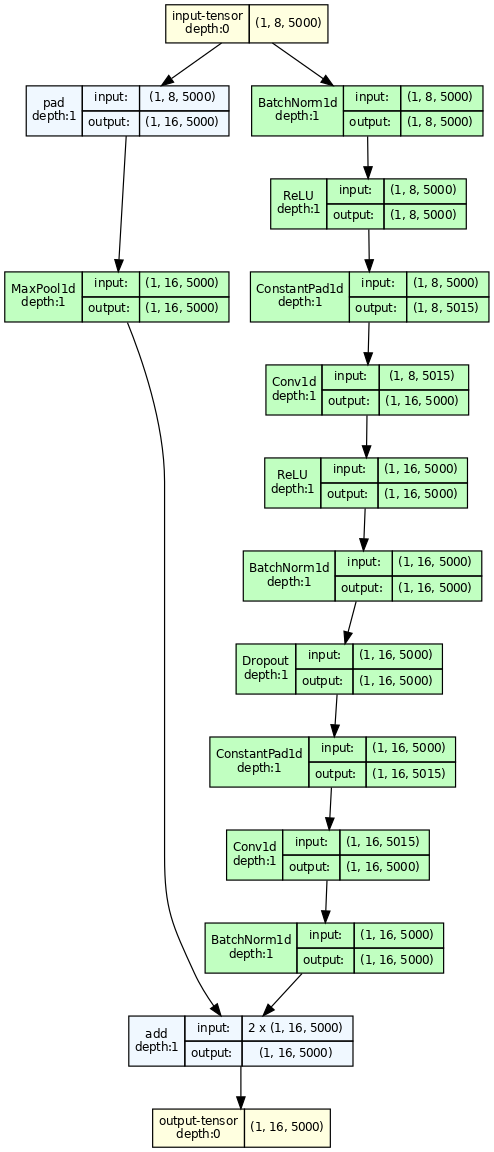 input-tensor
depth:0
(1, 8, 5000)
pad
depth:1
input:
(1, 8, 5000)
output:
(1, 16, 5000)
BatchNorm1d
depth:1
input:
(1, 8, 5000)
output:
(1, 8, 5000)
ReLU
depth:1
input:
(1, 8, 5000)
output:
(1, 8, 5000)
MaxPool1d
depth:1
input:
(1, 16, 5000)
output:
(1, 16, 5000)
ConstantPad1d
depth:1
input:
(1, 8, 5000)
output:
(1, 8, 5015)
Conv1d
depth:1
input:
(1, 8, 5015)
output:
(1, 16, 5000)
ReLU
depth:1
input:
(1, 16, 5000)
output:
(1, 16, 5000)
BatchNorm1d
depth:1
input:
(1, 16, 5000)
output:
(1, 16, 5000)
Dropout
depth:1
input:
(1, 16, 5000)
output:
(1, 16, 5000)
ConstantPad1d
depth:1
input:
(1, 16, 5000)
output:
(1, 16, 5015)
Conv1d
depth:1
input:
(1, 16, 5015)
output:
(1, 16, 5000)
BatchNorm1d
depth:1
input:
(1, 16, 5000)
output:
(1, 16, 5000)
add
depth:1
input:
2 x (1, 16, 5000)
output:
(1, 16, 5000)
output-tensor
depth:0
(1, 16, 5000)